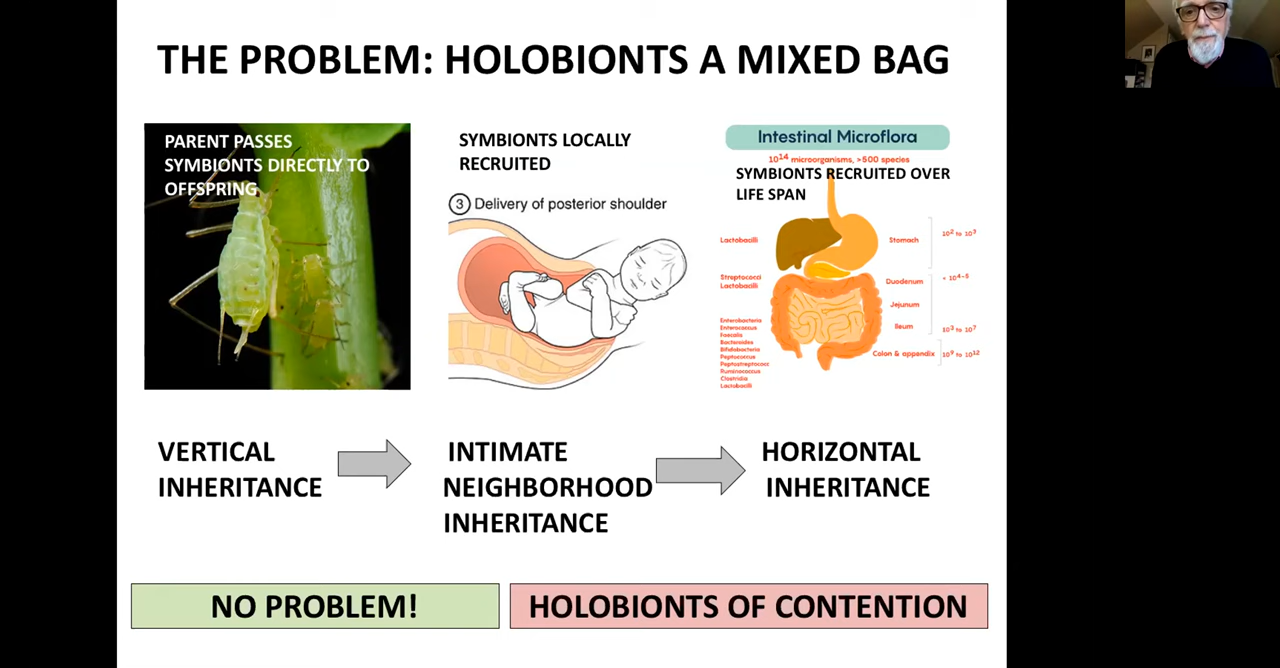 THE PROBLEM: HOLOBIONTS A MIXED BAG
PARENT PASSES
SYMBIONTS DIRECTLY TO
OFFSPRING
SYMBIONTS LOCALLY
RECRUITED
3 Delivery of posterior shoulder
Intestinal Microflora
10¹⁴ microorganisms, >500 species
SYMBIONTS RECRUITED OVER
LIFE SPAN
Lactobacilli
Stomach
10² to 10³
Streptococci
Lactobacilli
Duodenum
< 10⁴⁻⁵
Jejunum
Ileum
10³ to 10⁷
Enterobacteria
Enterococcus
Faecalis
Bacteroides
Bifidobacteria
Peptococcus
Peptostreptococc
Ruminococcus
Clostridia
Lactobacilli
Colon & appendix
10⁹ to 10¹²
VERTICAL
INHERITANCE
INTIMATE
NEIGHBORHOOD
INHERITANCE
HORIZONTAL
INHERITANCE
NO PROBLEM!
HOLOBIONTS OF CONTENTION